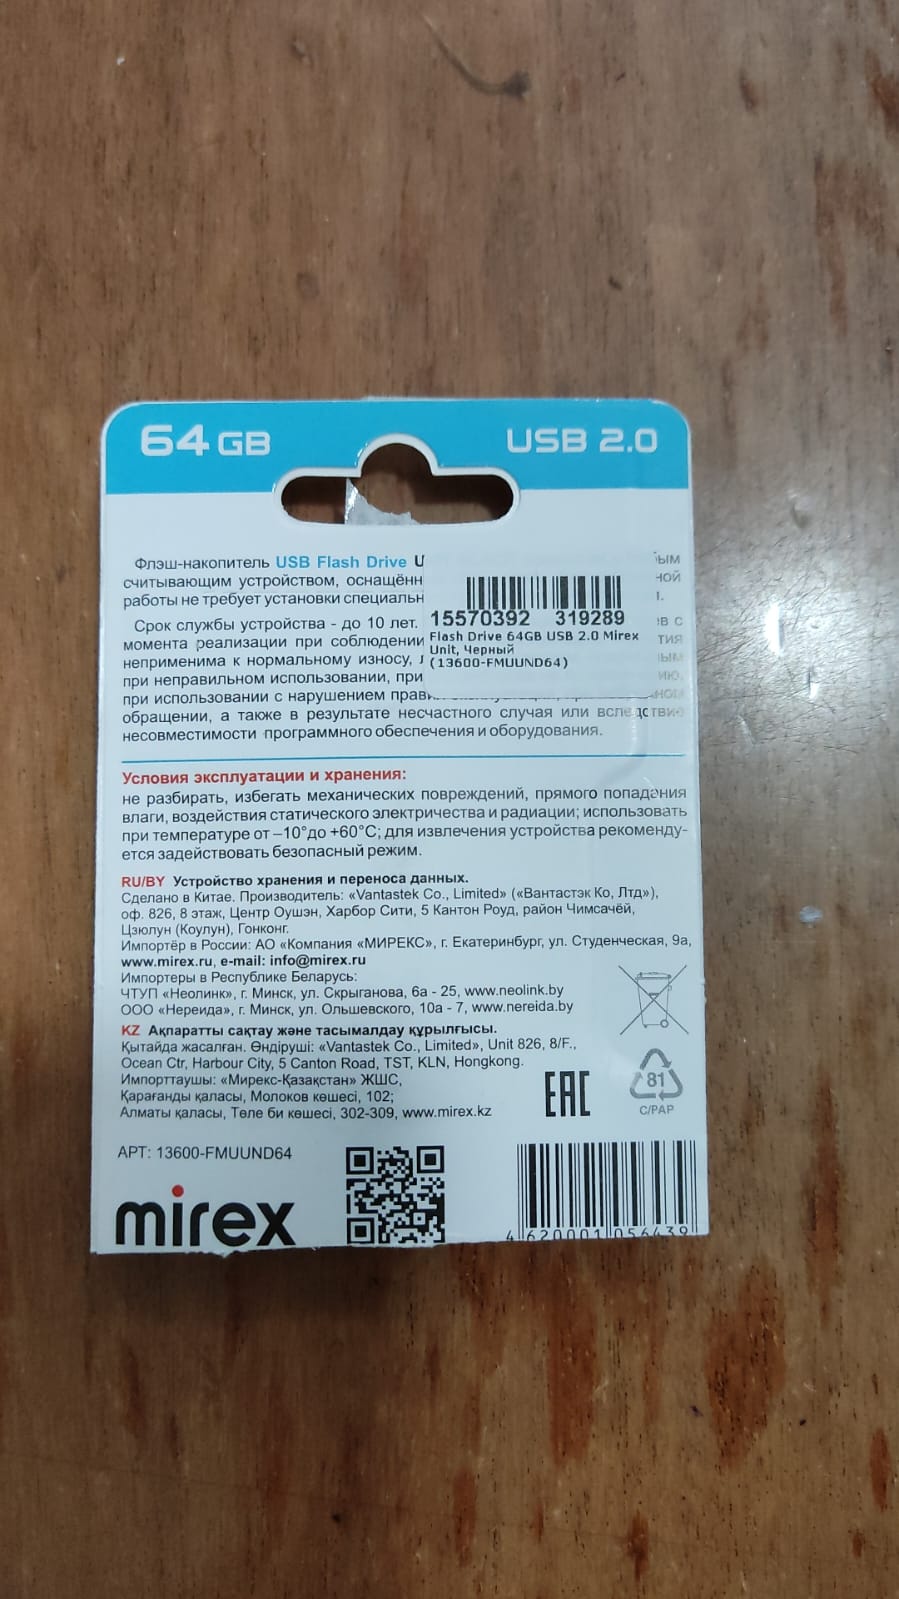 64 GB
USB 2.0
Флэш-накопитель USB Flash Drive
считывающим устройством,
работы не требует установки
Срок службы устройства - до 10 лет.
момента реализации при соблюдении
неприменима к нормальному износу,
при неправильном использовании, при
при использовании с нарушением
обращении, а также в результате несчастного случая или вследствие
несовместимости программного обеспечения и оборудования.
15570392 319289
Flash Drive 64GB USB 2.0 Mirex
Unit, Черный
(13600-FMUUND64)
Условия эксплуатации и хранения:
не разбирать, избегать механических повреждений, прямого попадания
влаги, воздействия статического электричества и радиации; использовать
при температуре от –10°до +60°C; для извлечения устройства рекоменду-
ется задействовать безопасный режим.
RU/BY Устройство хранения и переноса данных.
Сделано в Китае. Производитель: «Vantastek Co., Limited» («Вантастэк Ко, Лтд»),
оф. 826, 8 этаж, Центр Оушэн, Харбор Сити, 5 Кантон Роуд, район Чимсачёй,
Цзюлун (Коулун), Гонконг.
Импортёр в России: АО «Компания «МИРЕКС», г. Екатеринбург, ул. Студенческая, 9а,
www.mirex.ru, e-mail: info@mirex.ru
Импортеры в Республике Беларусь:
ЧТУП «Неолинк», г. Минск, ул. Скрыганова, 6а - 25, www.neolink.by
ООО «Нереида», г. Минск, ул. Ольшевского, 10а - 7, www.nereida.by
KZ Ақпаратты сақтау және тасымалдау құрылғысы.
Қытайда жасалған. Өндіруші: «Vantastek Co., Limited», Unit 826, 8/F.,
Ocean Ctr, Harbour City, 5 Canton Road, TST, KLN, Hongkong.
Импорттаушы: «Мирекс-Қазақстан» ЖШС,
Қарағанды қаласы, Молоков көшесі, 102;
Алматы қаласы, Төле би көшесі, 302-309, www.mirex.kz
EAC
81
C/PAP
АРТ: 13600-FMUUND64
mirex
4 620001 056439